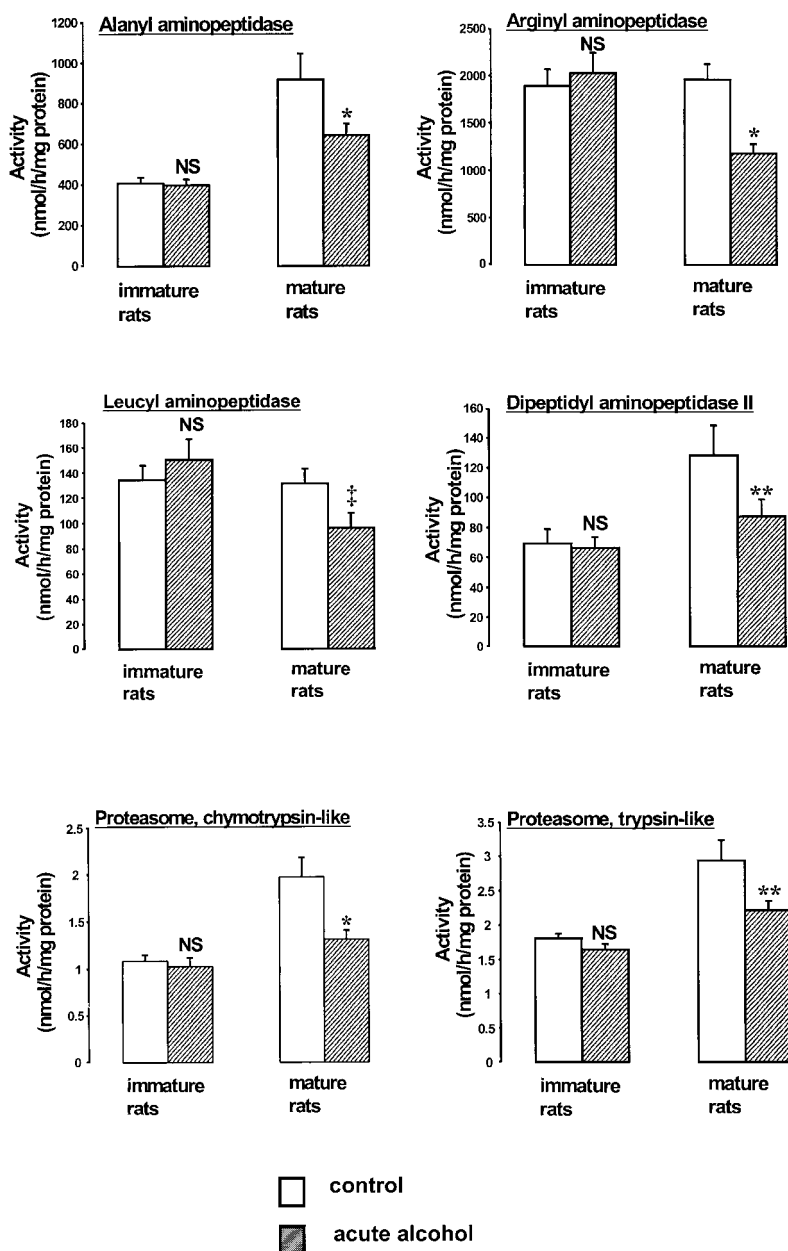 Alanyl aminopeptidase
Activity
(nmol/h/mg protein)
1200
1000
800
600
400
200
0
NS
*
immature
rats
mature
rats
Arginyl aminopeptidase
Activity
(nmol/h/mg protein)
2500
2000
1500
1000
2500
0
NS
*
immature
rats
mature
rats
Leucyl aminopeptidase
Activity
(nmol/h/mg protein)
180
160
140
120
100
80
60
40
20
0
NS
‡
immature
rats
mature
rats
Dipeptidyl aminopeptidase II
Activity
(nmol/h/mg protein)
160
140
120
100
80
60
40
20
0
NS
**
immature
rats
mature
rats
Proteasome, chymotrypsin-like
Activity
(nmol/h/mg protein)
2.5
2
1.5
1
0.5
0
NS
*
immature
rats
mature
rats
Proteasome, trypsin-like
Activity
(nmol/h/mg protein)
3.5
3
2.5
2
1.5
1
0.5
0
NS
**
immature
rats
mature
rats
control
acute alcohol